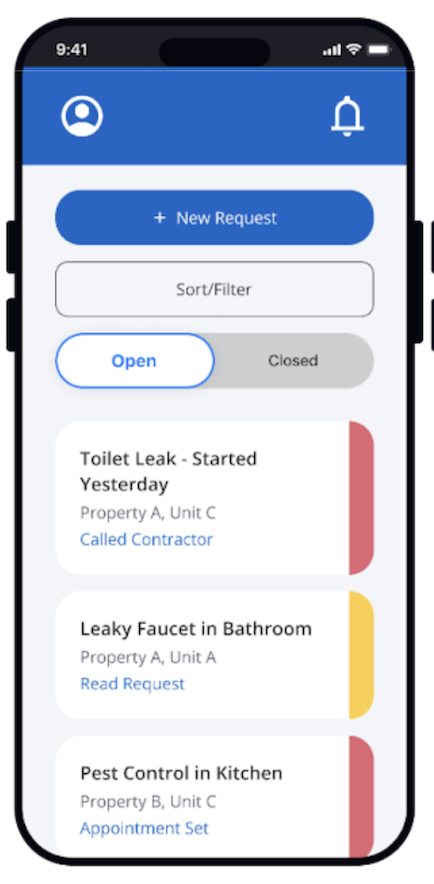 9:41
+ New Request
Sort/Filter
Open
Closed
Toilet Leak - Started
Yesterday
Property A, Unit C
Called Contractor
Leaky Faucet in Bathroom
Property A, Unit A
Read Request
Pest Control in Kitchen
Property B, Unit C
Appointment Set